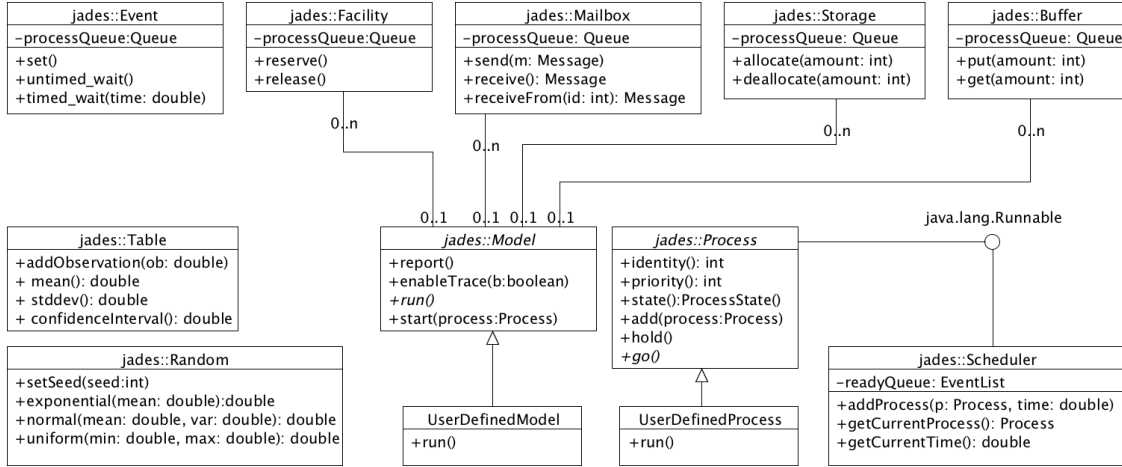 jades::Event
-processQueue:Queue
+set()
+untimed_wait()
+timed_wait(time: double)
jades::Facility
-processQueue:Queue
+reserve()
+release()
jades::Mailbox
-processQueue: Queue
+send(m: Message)
+receive(): Message
+receiveFrom(id: int): Message
jades::Storage
-processQueue: Queue
+allocate(amount: int)
+deallocate(amount: int)
jades::Buffer
-processQueue: Queue
+put(amount: int)
+get(amount: int)
0..n
0..n
0..n
0..n
0..1
0..1
0..1
0..1
java.lang.Runnable
jades::Table
+addObservation(ob: double)
+ mean(): double
+ stddev(): double
+ confidenceInterval(): double
jades::Model
+report()
+enableTrace(b:boolean)
+run()
+start(process:Process)
jades::Process
+identity(): int
+priority(): int
+state():ProcessState()
+add(process:Process)
+hold()
+go()
jades::Random
+setSeed(seed:int)
+exponential(mean: double):double
+normal(mean: double, var: double): double
+uniform(min: double, max: double): double
UserDefinedModel
+run()
UserDefinedProcess
+run()
jades::Scheduler
-readyQueue: EventList
+addProcess(p: Process, time: double)
+getCurrentProcess(): Process
+getCurrentTime(): double